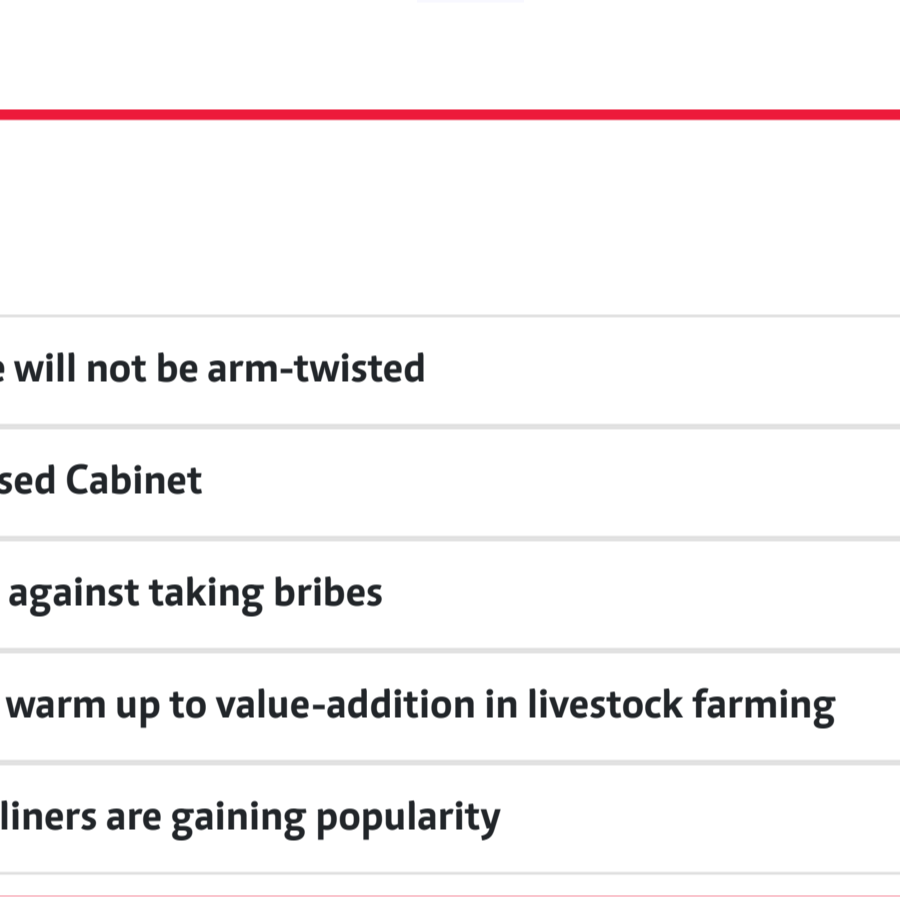 will not be arm-twisted
sed Cabinet
against taking bribes
warm up to value-addition in livestock farming
liners are gaining popularity